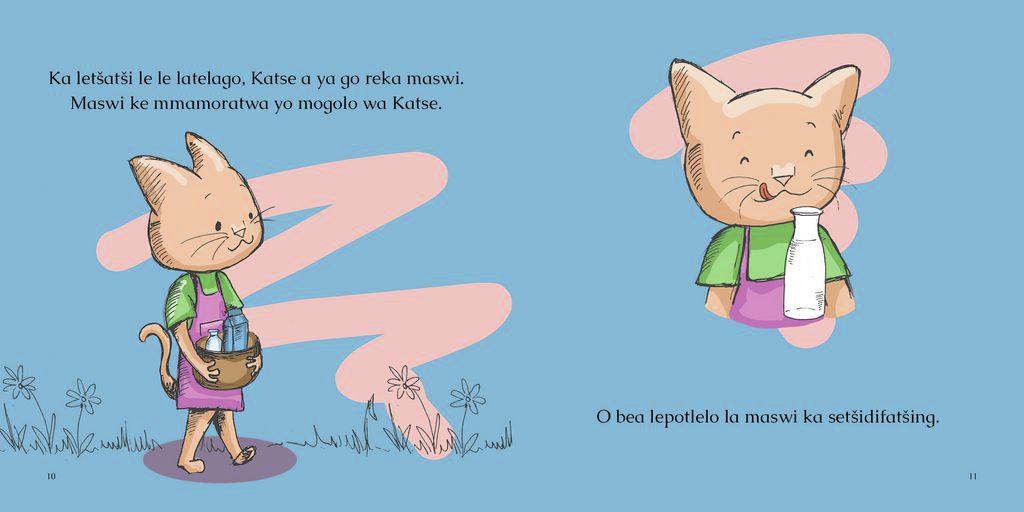 Ka letšatši le le latelago, Katse a ya go reka maswi.
Maswi ke mmamoratwa yo mogolo wa Katse.
10
O bea lepotlelo la maswi ka setšidifatšing.
11